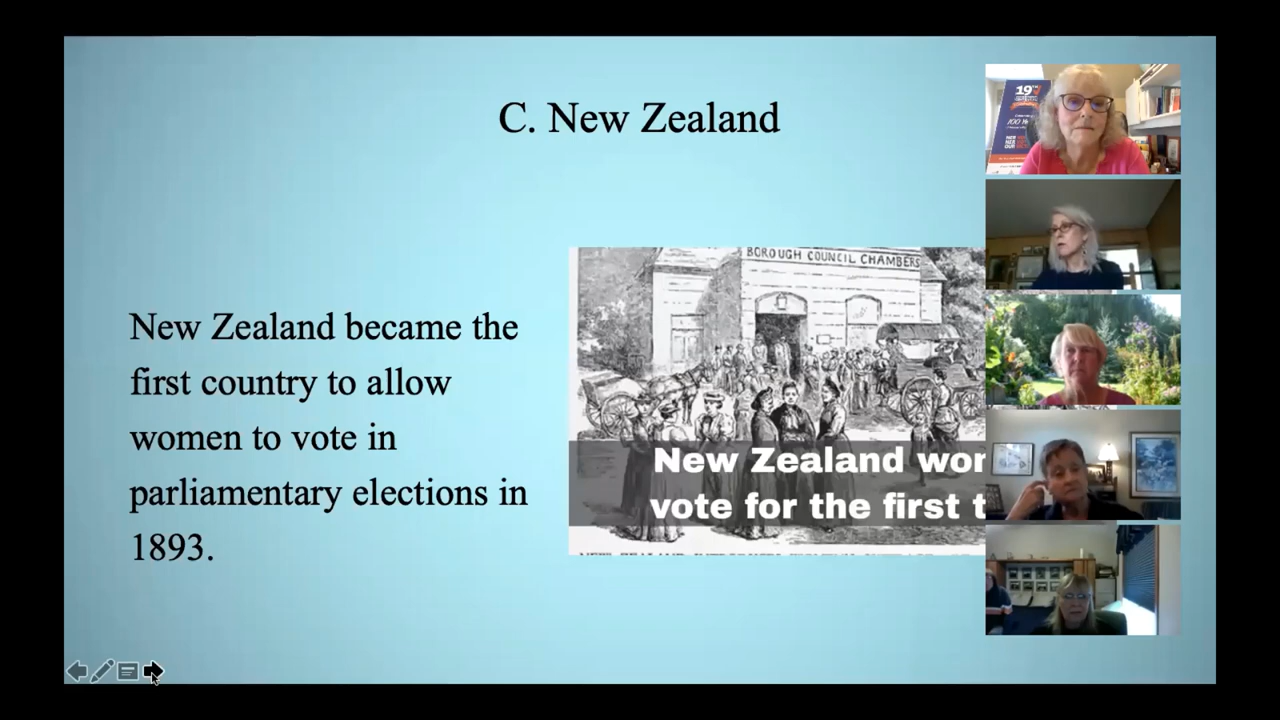 C. New Zealand
New Zealand became the
first country to allow
women to vote in
parliamentary elections in
1893.
BOROUGH COUNCIL CHAMBERS
New Zealand wor
vote for the first t
19TH